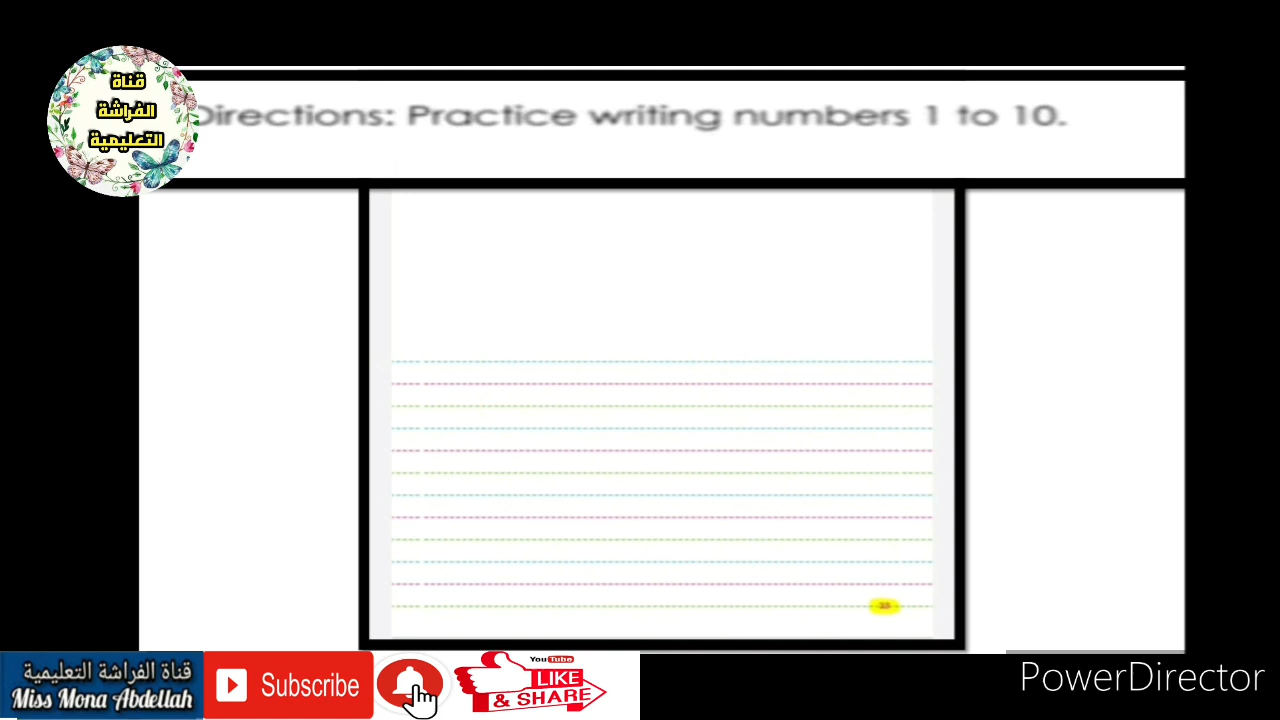 قناة
الفراشة
التعليمية
Directions: Practice writing numbers 1 to 10.
33
قناة الفراشة التعليمية
Miss Mona Abdellah
Subscribe
YouTube
LIKE
& SHARE
PowerDirector